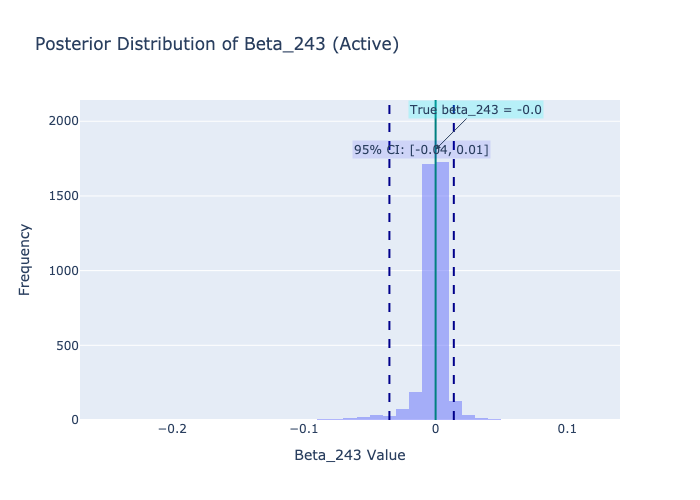 Posterior Distribution of Beta_243 (Active)
True beta_243 = -0.0
95% CI: [-0.04, 0.01]
2000
1500
1000
500
0
Frequency
−0.2
−0.1
0
0.1
Beta_243 Value